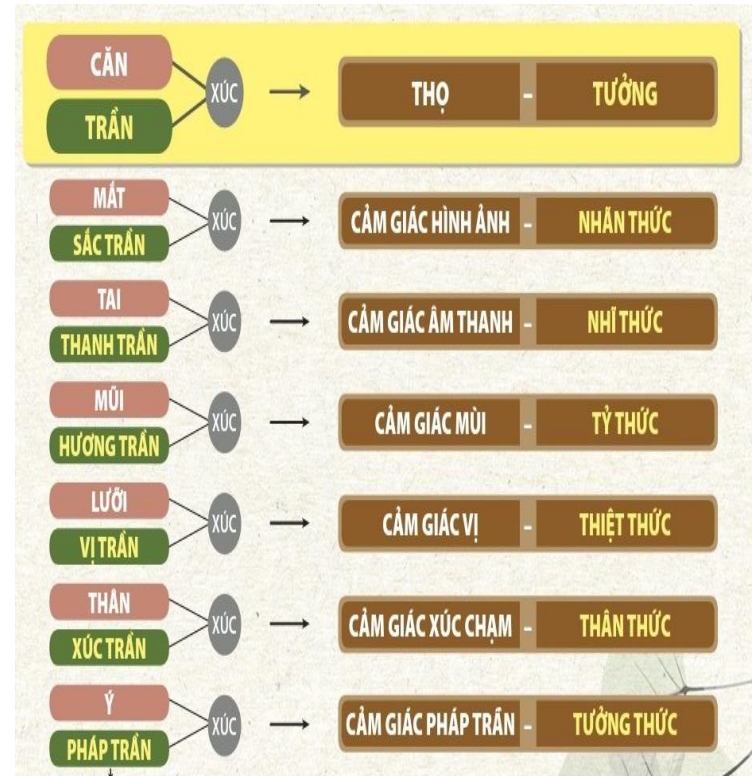 CĂN
TRẦN
XÚC
THỌ - TƯỞNG
MẮT
SẮC TRẦN
XÚC
CẢM GIÁC HÌNH ẢNH - NHÃN THỨC
TAI
THANH TRẦN
XÚC
CẢM GIÁC ÂM THANH - NHĨ THỨC
MŨI
HƯƠNG TRẦN
XÚC
CẢM GIÁC MÙI - TỶ THỨC
LƯỠI
VỊ TRẦN
XÚC
CẢM GIÁC VỊ - THIỆT THỨC
THÂN
XÚC TRẦN
XÚC
CẢM GIÁC XÚC CHẠM - THÂN THỨC
Ý
PHÁP TRẦN
XÚC
CẢM GIÁC PHÁP TRẦN - TƯỞNG THỨC